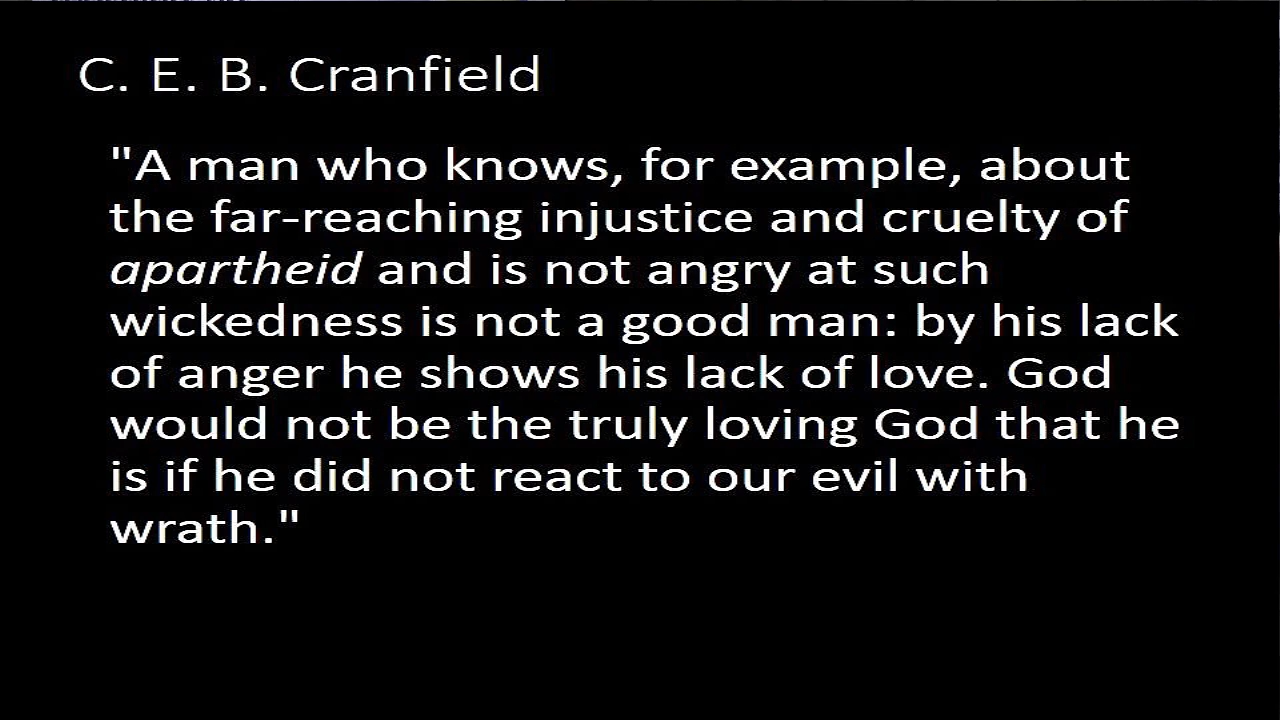 C. E. B. Cranfield
"A man who knows, for example, about
the far-reaching injustice and cruelty of
apartheid and is not angry at such
wickedness is not a good man: by his lack
of anger he shows his lack of love. God
would not be the truly loving God that he
is if he did not react to our evil with
wrath."